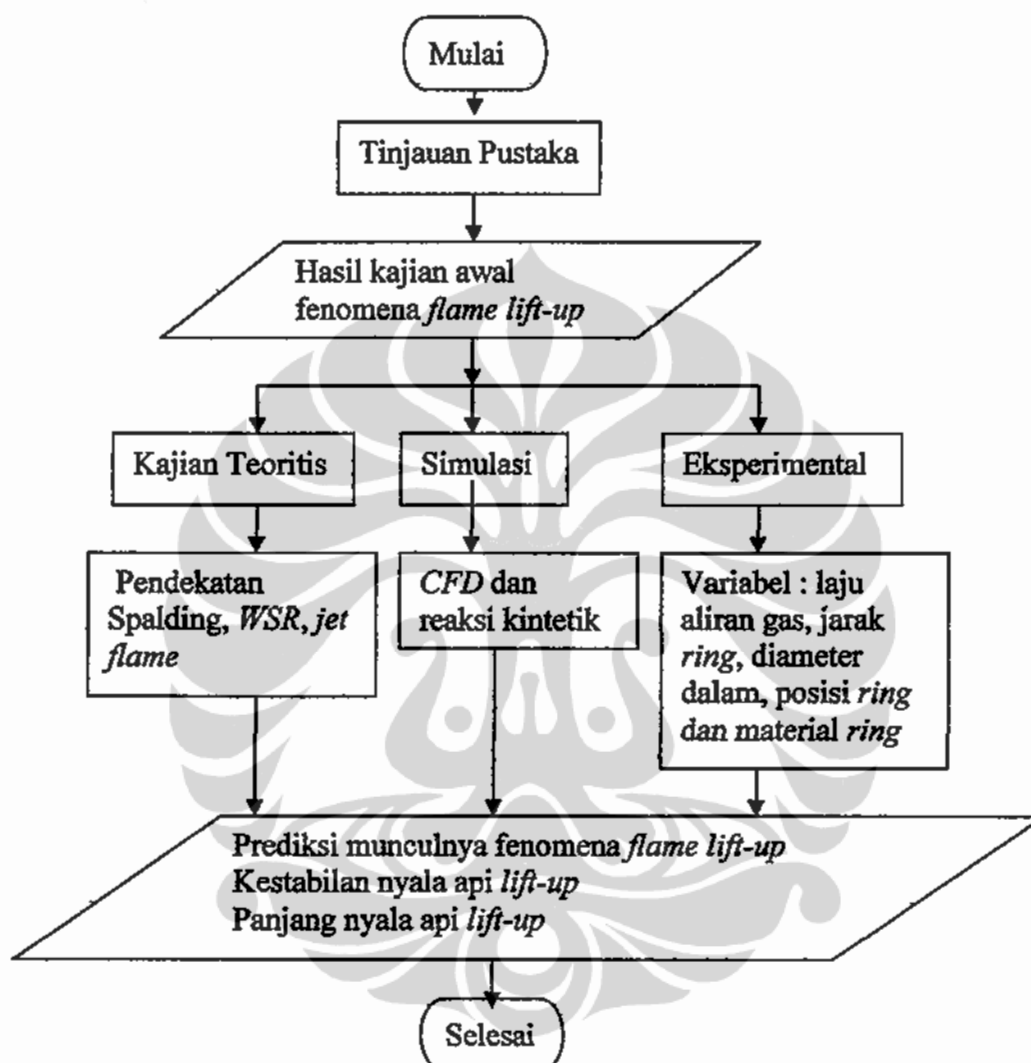 Mulai
Tinjauan Pustaka
Hasil kajian awal
fenomena flame lift-up
Kajian Teoritis
Simulasi
Eksperimental
Pendekatan
Spalding, WSR, jet
flame
CFD dan
reaksi kintetik
Variabel : laju
aliran gas, jarak
ring, diameter
dalam, posisi ring
dan material ring
Prediksi munculnya fenomena flame lift-up
Kestabilan nyala api lift-up
Panjang nyala api lift-up
Selesai